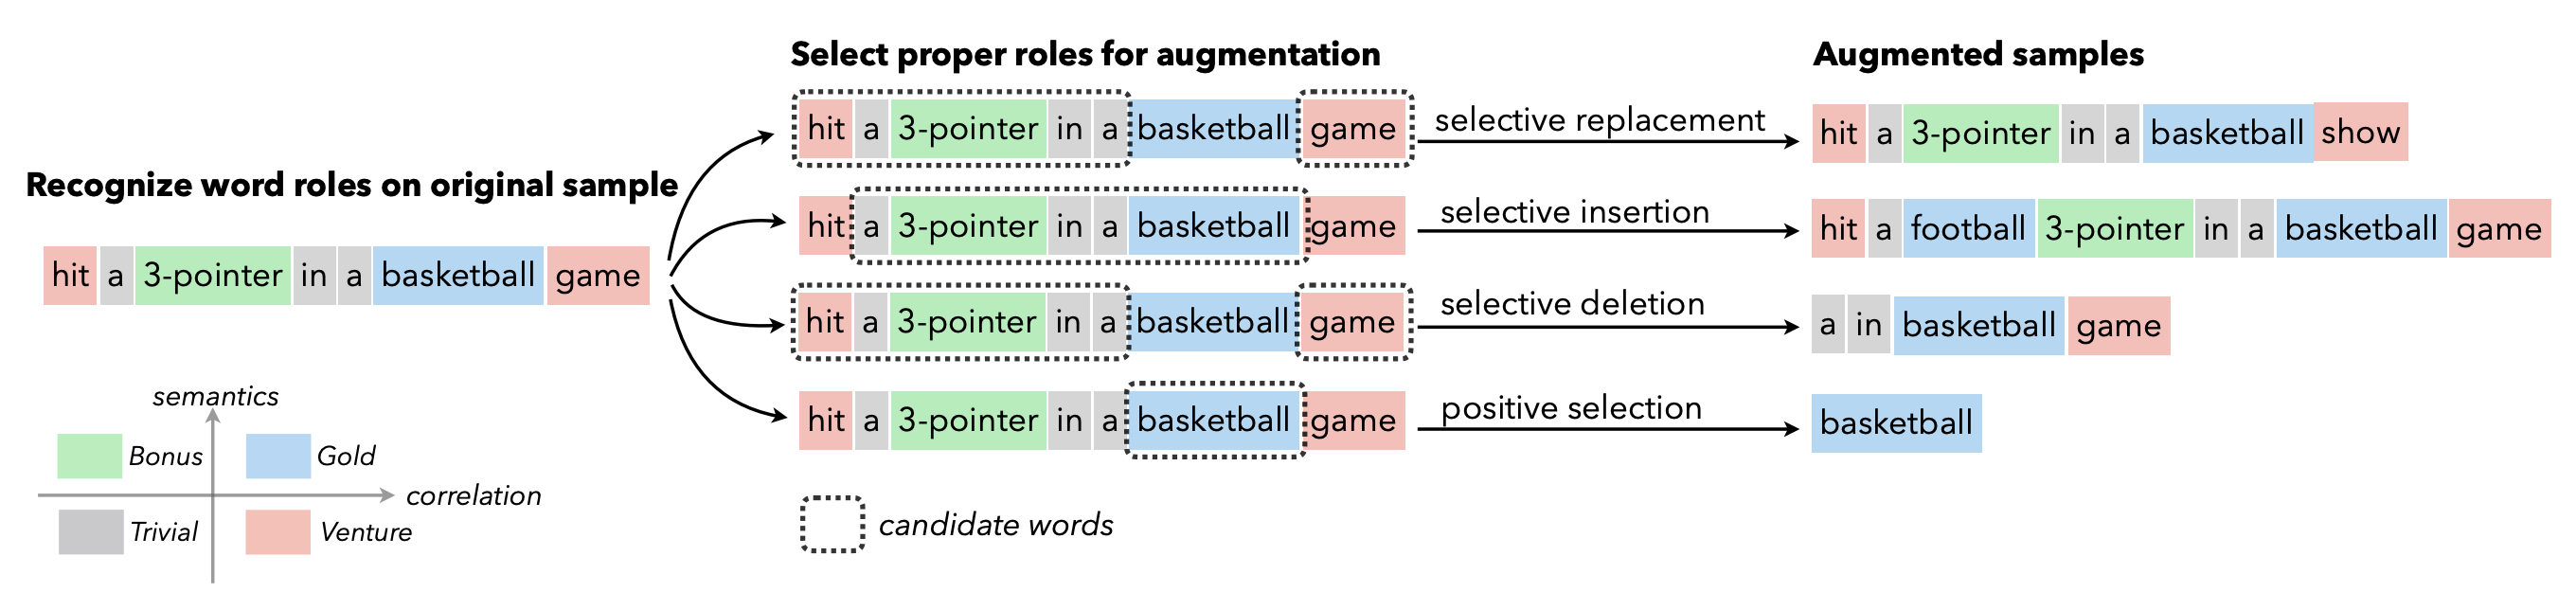 Recognize word roles on original sample
hit a 3-pointer in a basketball game
semantics
Bonus Gold
correlation
Trivial Venture
Select proper roles for augmentation
hit a 3-pointer in a basketball game
hit a 3-pointer in a basketball game
hit a 3-pointer in a basketball game
hit a 3-pointer in a basketball game
candidate words
selective replacement
selective insertion
selective deletion
positive selection
Augmented samples
hit a 3-pointer in a basketball show
hit a football 3-pointer in a basketball game
a in basketball game
basketball